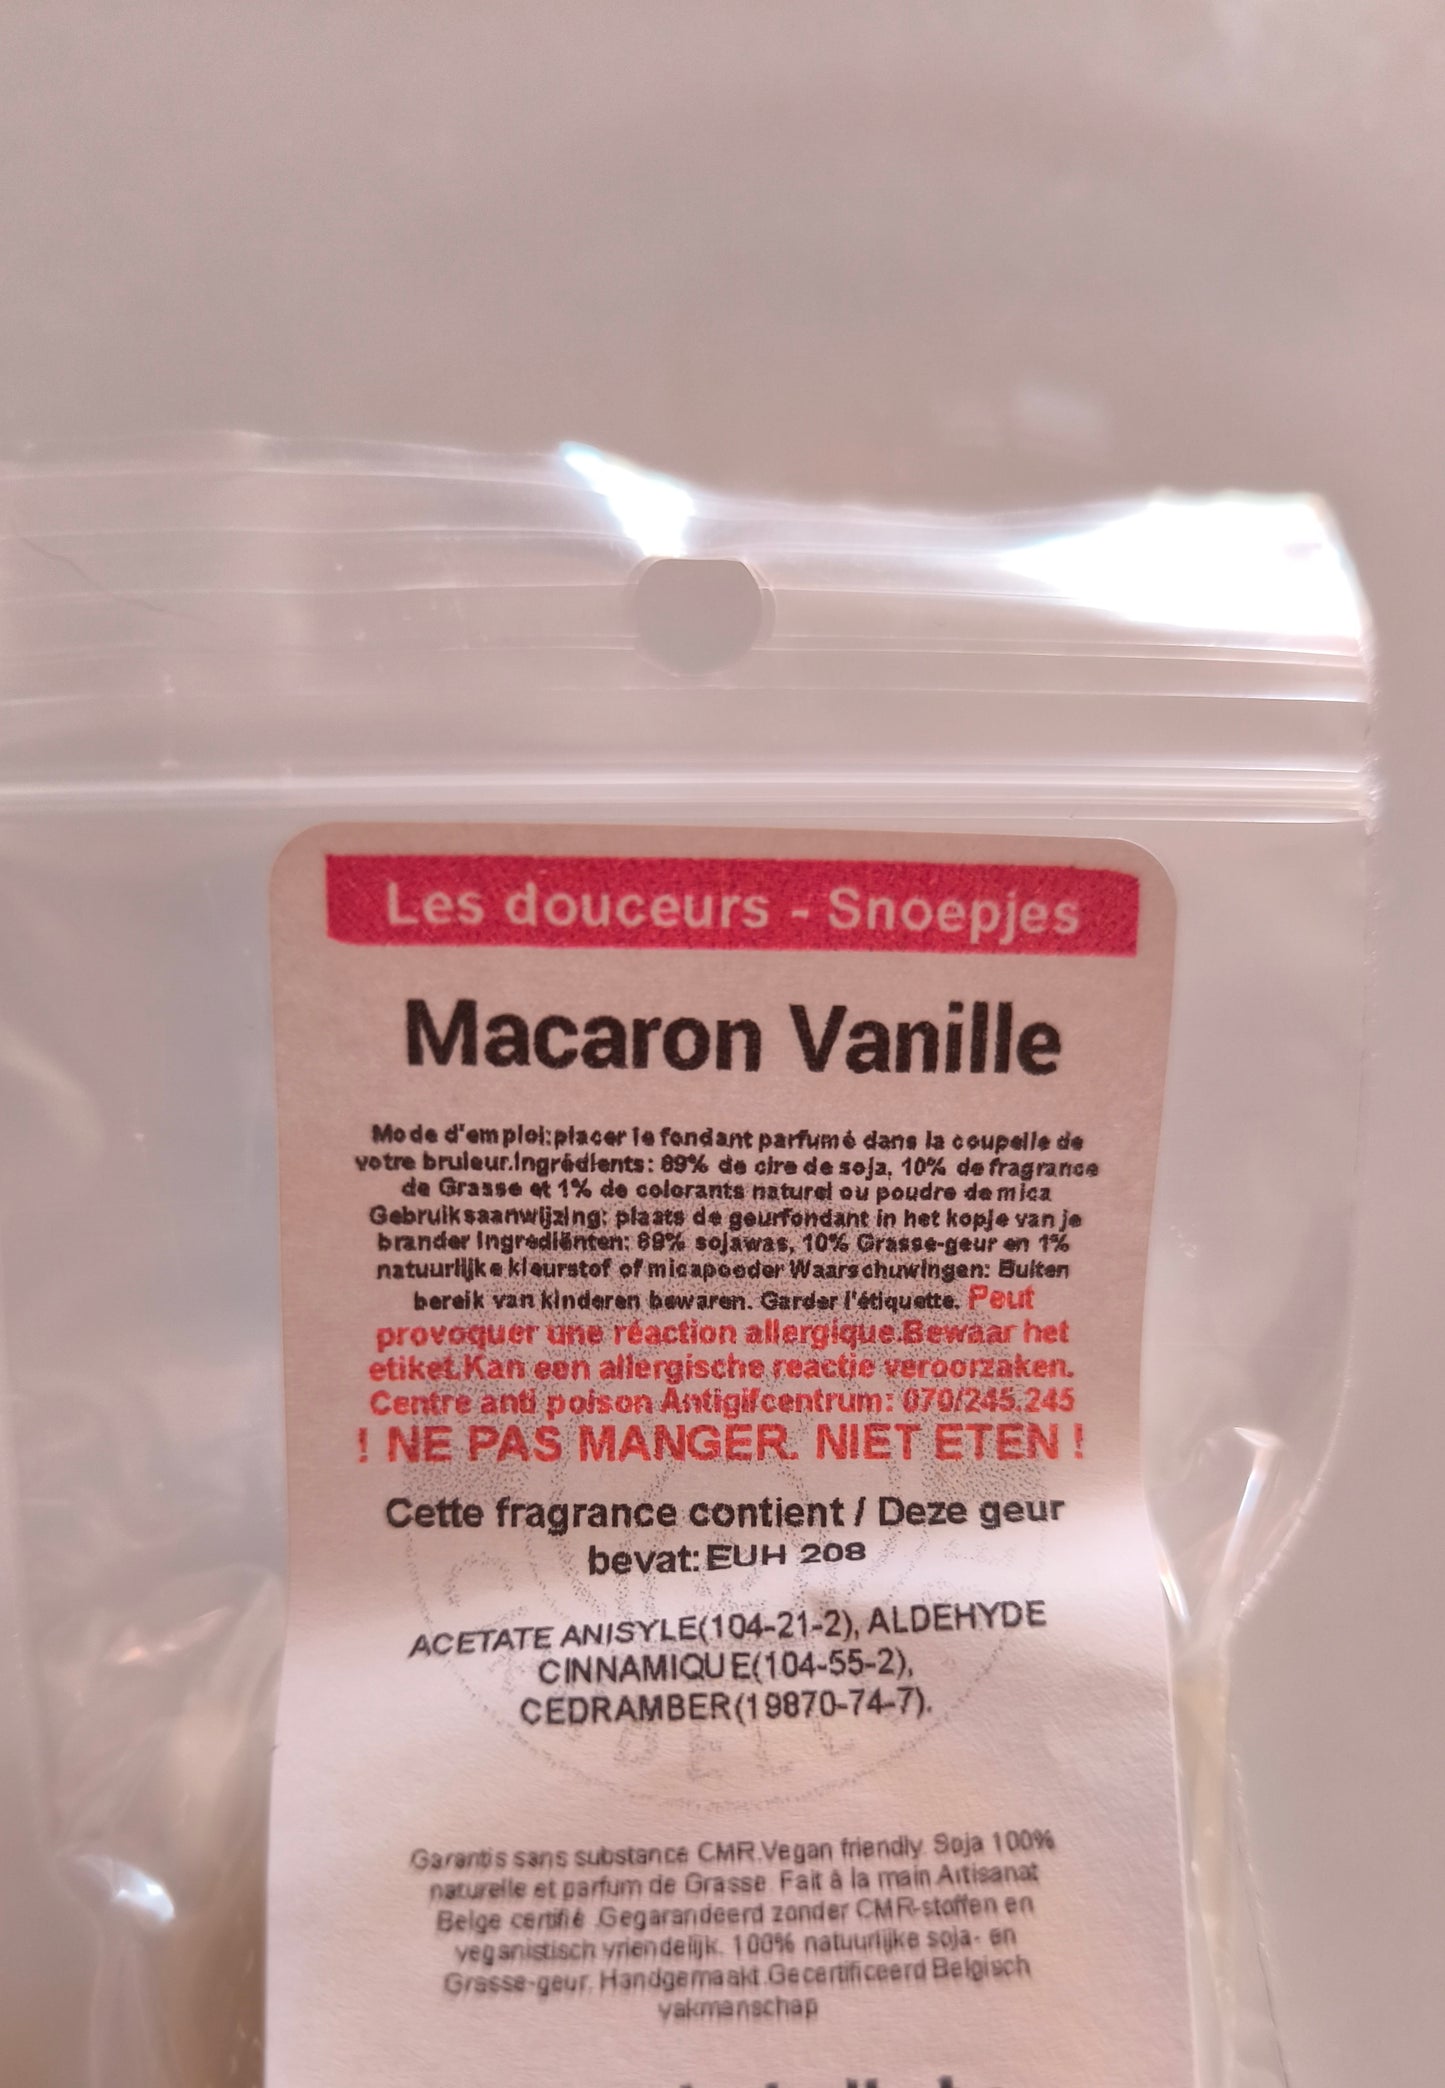 Les douceurs - Snoepjes
Macaron Vanille
Mode d'emploi:placer le fondant parfumé dans la coupelle de
votre bruleur.Ingrédients: 89% de cire de soja, 10% de fragrance
de Grasse et 1% de colorants naturel ou poudre de mica
Gebruiksaanwijzing: plaats de geurfondant in het kopje van je
brander Ingrediënten: 89% sojawas, 10% Grasse-geur en 1%
natuurlijke kleurstof of micapoeder Waarschuwingen: Buiten
bereik van kinderen bewaren. Garder l'étiquette. Peut
provoquer une réaction allergique.Bewaar het
etiket.Kan een allergische reactie veroorzaken.
Centre anti poison Antigifcentrum: 070/245.245
! NE PAS MANGER. NIET ETEN !
Cette fragrance contient / Deze geur
bevat: EUH 208
ACETATE ANISYLE(104-21-2), ALDEHYDE
CINNAMIQUE(104-55-2),
CEDRAMBER(19870-74-7).
Garantis sans substance CMR.Vegan friendly. Soja 100%
naturelle et parfum de Grasse. Fait à la main Artisanat
Belge certifié .Gegarandeerd zonder CMR-stoffen en
veganistisch vriendelijk. 100% natuurlijke soja- en
Grasse-geur. Handgemaakt.Gecertificeerd Belgisch
vakmanschap